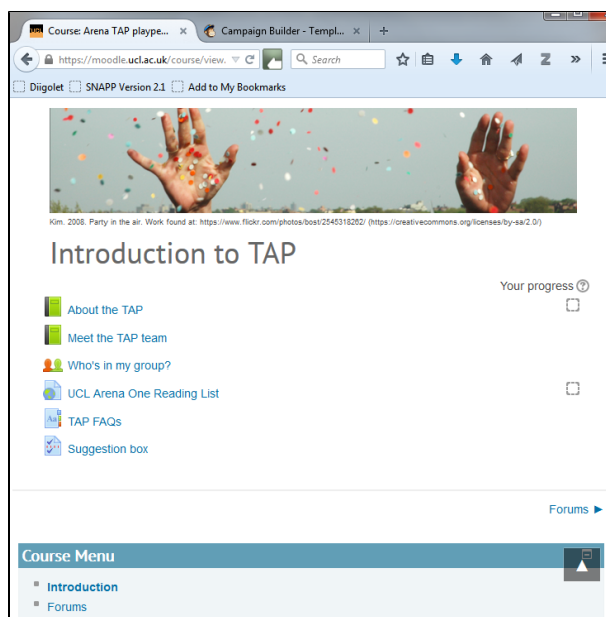 UCL Course: Arena TAP plaype... × Campaign Builder - Templ... × +
https://moodle.ucl.ac.uk/course/view. Search
Diigolet SNAPP Version 2.1 Add to My Bookmarks
Kim. 2008. Party in the air. Work found at: https://www.flickr.com/photos/bost/2545318262/ (https://creativecommons.org/licenses/by-sa/2.0/)
Introduction to TAP
Your progress
About the TAP
Meet the TAP team
Who's in my group?
UCL Arena One Reading List
TAP FAQs
Suggestion box
Forums ►
Course Menu
Introduction
Forums